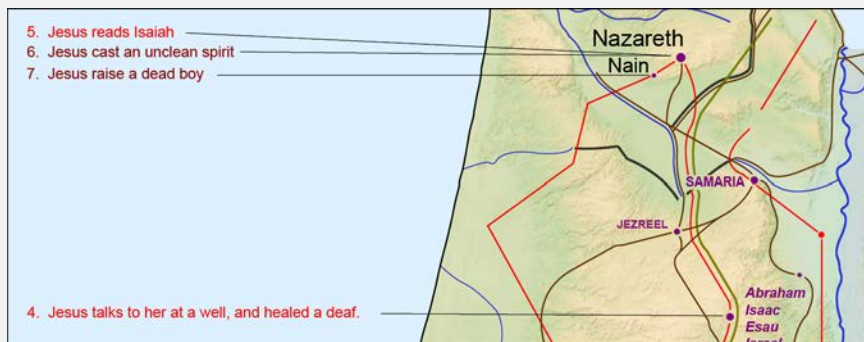 5. Jesus reads Isaiah
6. Jesus cast an unclean spirit
7. Jesus raise a dead boy
Nazareth
Nain
SAMARIA
JEZREEL
4. Jesus talks to her at a well, and healed a deaf.
Abraham
Isaac
Esau